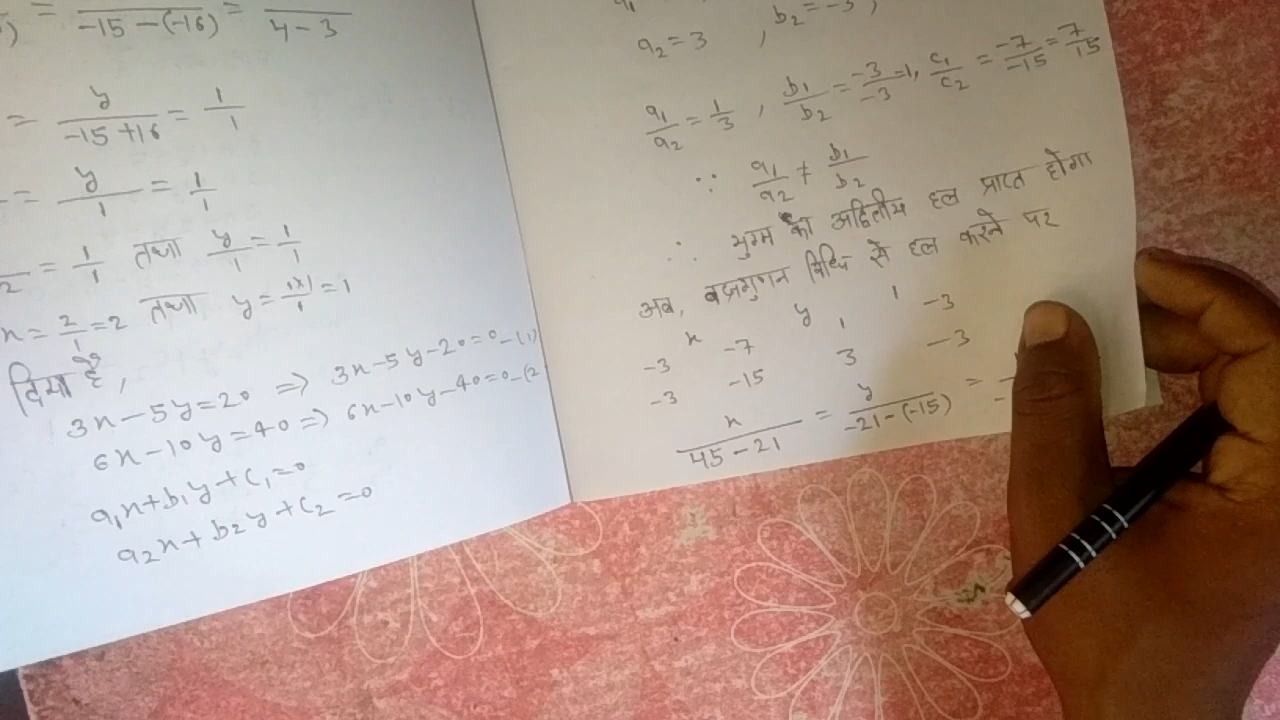 = / -15-(-16) = / 4-3
= y/-15+16 = 1/1
= y/1 = 1/1
/2 = 1/1 तथा y/1 = 1/1
x = 2/1 = 2 तथा y = 1×1/1 = 1
दिया है,
3x-5y=20 => 3x-5y-20=0-(1)
6x-10y=40 => 6x-10y-40=0-(2
a₁x+b₁y+c₁=0
a₂x+b₂y+c₂=0
a₁ b₂=-3,
a₂=3 ,
a₁/a₂ = 1/3 , b₁/b₂ = -3/-3 = 1, c₁/c₂ = -7/-15 = 7/15
∵ a₁/a₂ ≠ b₁/b₂
∴ युग्म का अद्वितीय हल प्राप्त होगा
अब, वज्रगुणन विधि से हल करने पर
x y 1
-3 -7 1 -3
-3 -15 3 -3
x/45-21 = y/-21-(-15) =